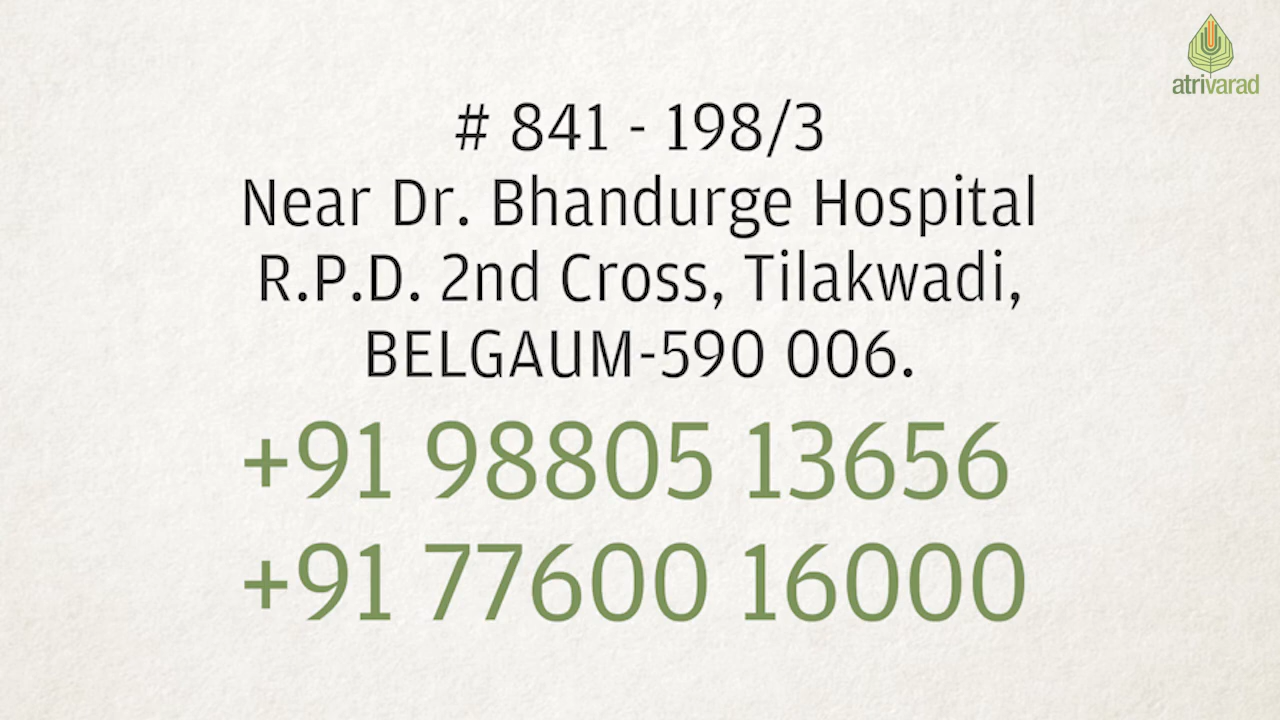 atrivarad
# 841 - 198/3
Near Dr. Bhandurge Hospital
R.P.D. 2nd Cross, Tilakwadi,
BELGAUM-590 006.
+91 98805 13656
+91 77600 16000